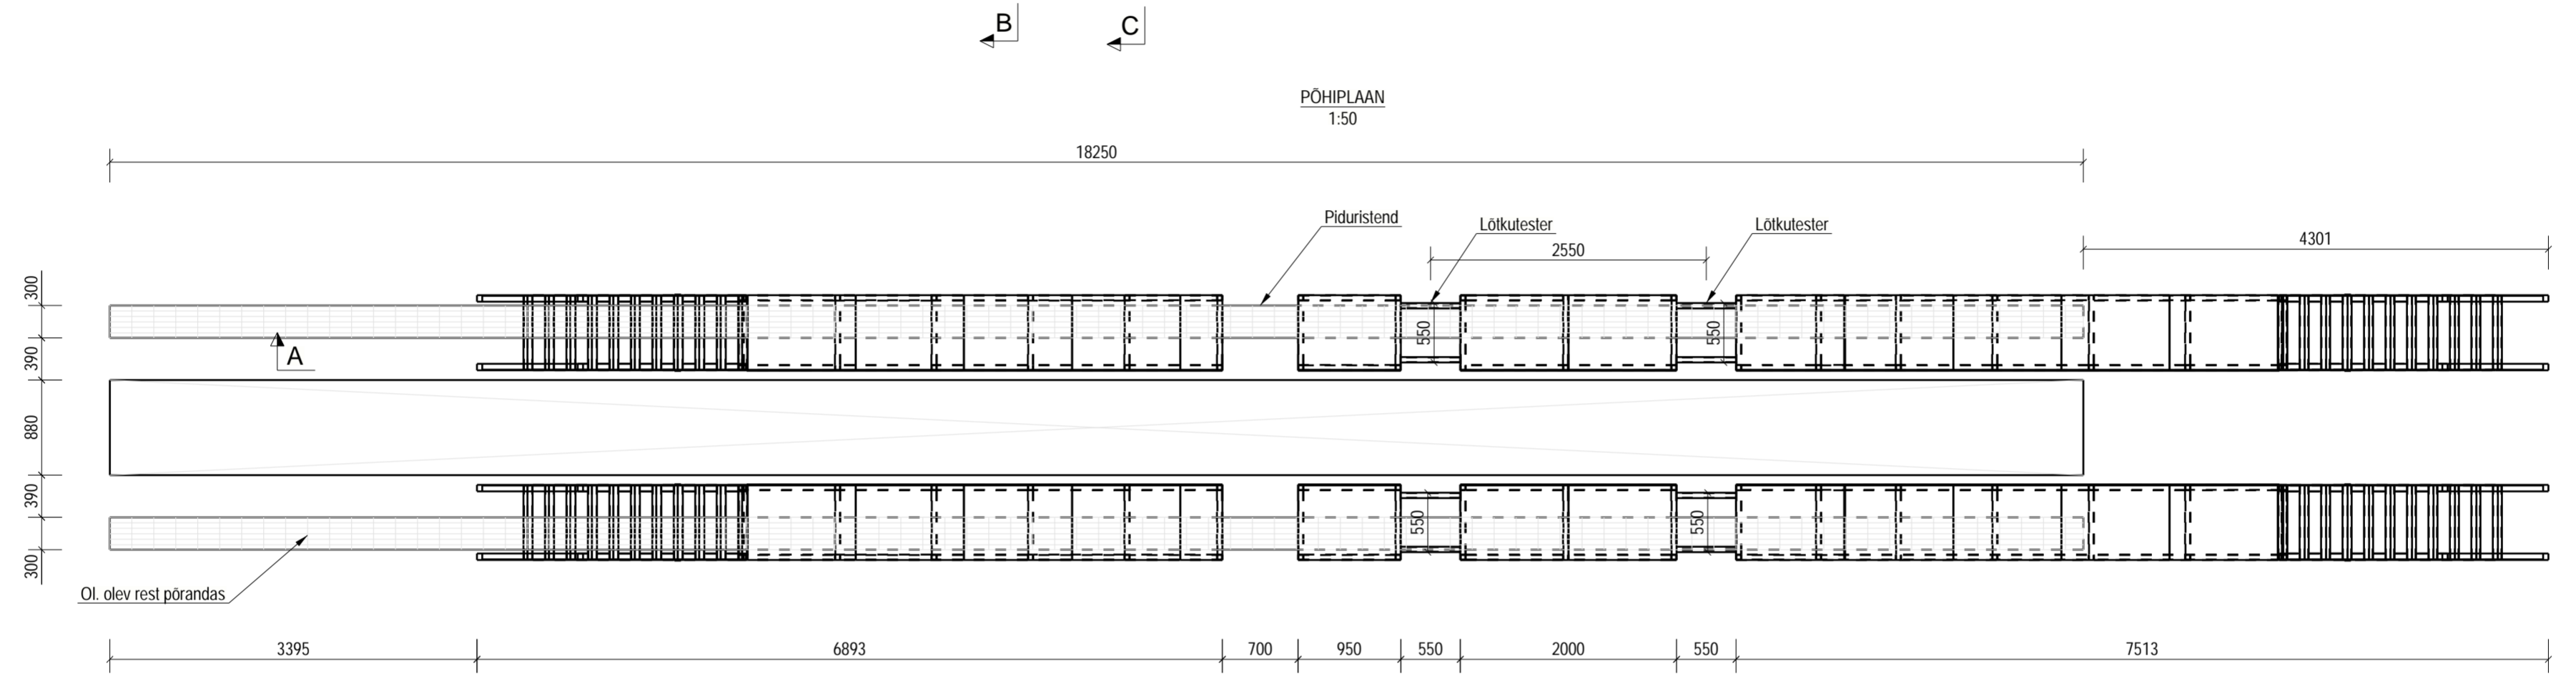 B
C
PÕHIPLAAN
1:50
18250
Piduristend
Lõtkutester
Lõtkutester
2550
4301
300
390
880
390
300
A
550
550
550
550
Ol. olev rest põrandas
3395
6893
700
950
550
2000
550
7513